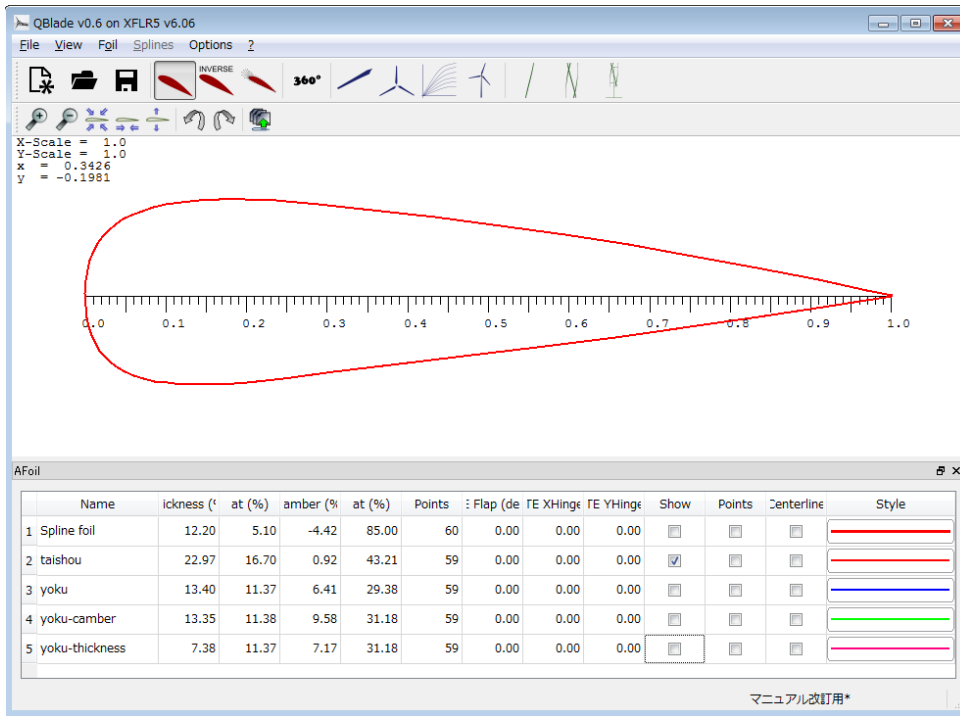 QBlade v0.6 on XFLR5 v6.06
File View Foil Splines Options ?
INVERSE
360°
X-Scale = 1.0
Y-Scale = 1.0
x = 0.3426
y = -0.1981
0.0 0.1 0.2 0.3 0.4 0.5 0.6 0.7 0.8 0.9 1.0
AFoil
Name ickness (% at (%) amber (% at (%) Points E Flap (de TE XHinge TE YHinge Show Points Centerline Style
1 Spline foil 12.20 5.10 -4.42 85.00 60 0.00 0.00 0.00
2 taishou 22.97 16.70 0.92 43.21 59 0.00 0.00 0.00
3 yoku 13.40 11.37 6.41 29.38 59 0.00 0.00 0.00
4 yoku-camber 13.35 11.38 9.58 31.18 59 0.00 0.00 0.00
5 yoku-thickness 7.38 11.37 7.17 31.18 59 0.00 0.00 0.00
マニュアル改訂用*